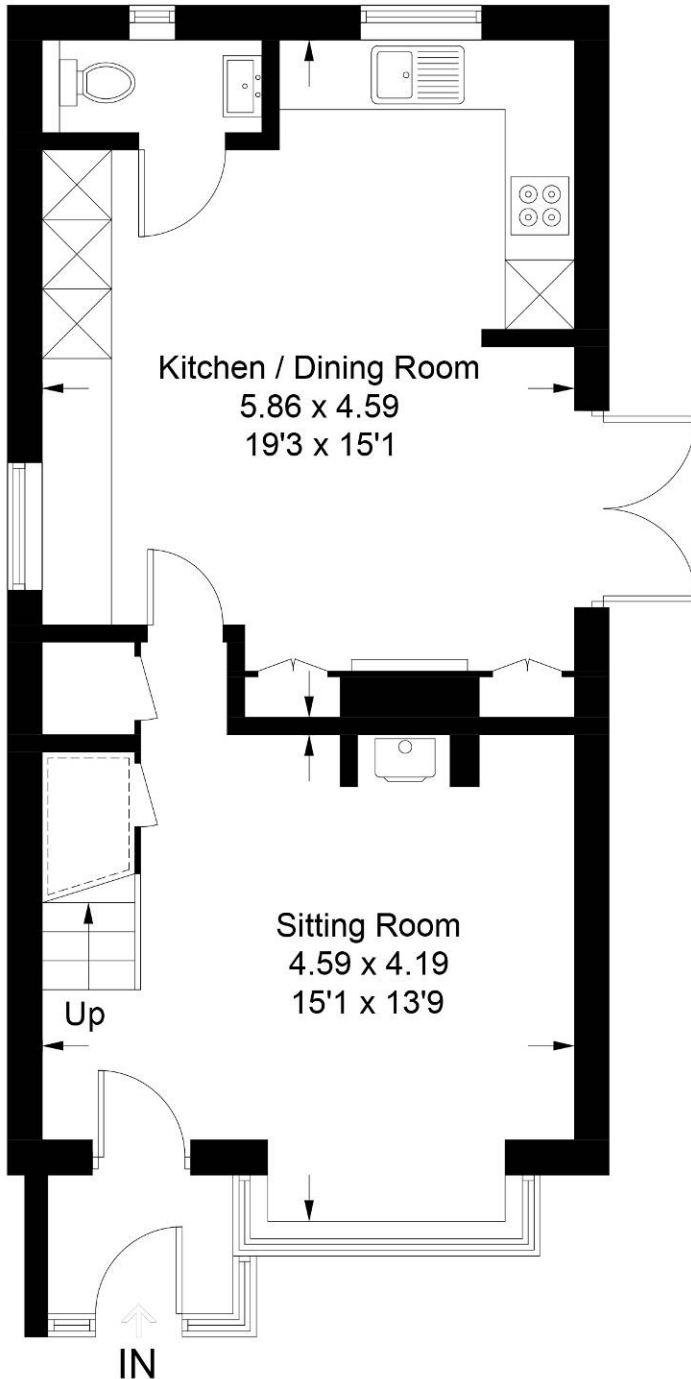 Kitchen / Dining Room
5.86 x 4.59
19'3 x 15'1
Sitting Room
4.59 x 4.19
15'1 x 13'9
Up
IN